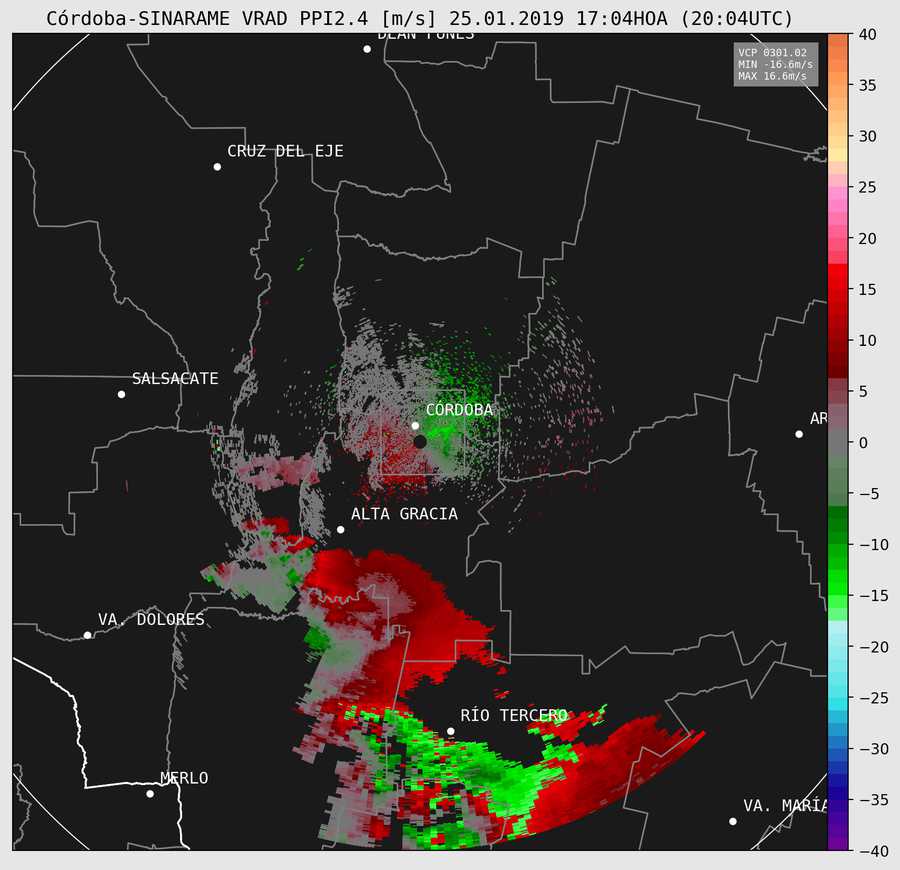 Córdoba-SINARAME VRAD PPI2.4 [m/s] 25.01.2019 17:04HOA (20:04UTC)
DEAN FUNES
VCP 0301.02
MIN -16.6m/s
MAX 16.6m/s
CRUZ DEL EJE
SALSACATE
CÓRDOBA
AR
ALTA GRACIA
VA. DOLORES
RÍO TERCERO
MERLO
VA. MARÍA
40
35
30
25
20
15
10
5
0
−5
−10
−15
−20
−25
−30
−35
−40